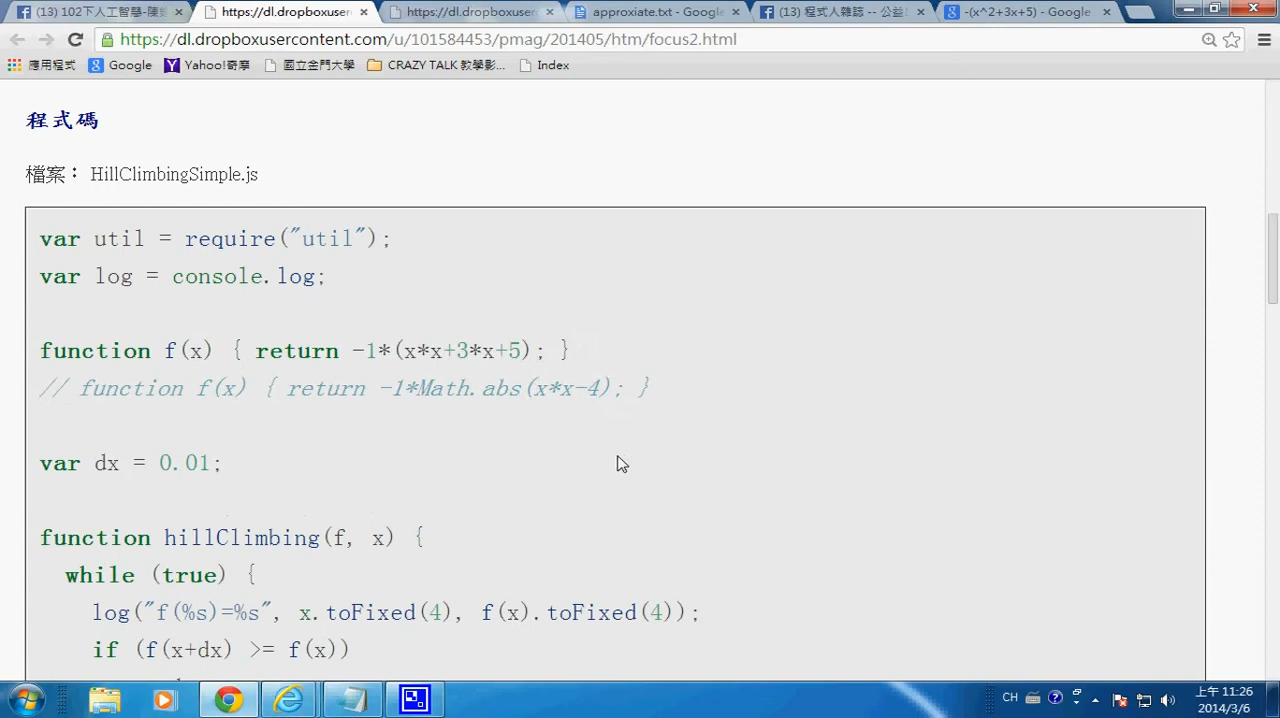 (13) 102下人工智慧-陳
https://dl.dropboxuser
https://dl.dropboxuser
approxiate.txt - Google
(13) 程式人雜誌 -- 公益
-(x^2+3x+5) - Google
https://dl.dropboxusercontent.com/u/101584453/pmag/201405/htm/focus2.html
應用程式 Google Yahoo!奇摩 國立金門大學 CRAZY TALK 教學影... Index
程式碼
檔案： HillClimbingSimple.js
var util = require("util");
var log = console.log;
function f(x) { return -1*(x*x+3*x+5); }
// function f(x) { return -1*Math.abs(x*x-4); }
var dx = 0.01;
function hillClimbing(f, x) {
while (true) {
log("f(%s)=%s", x.toFixed(4), f(x).toFixed(4));
if (f(x+dx) >= f(x))
CH
上午 11:26
2014/3/6